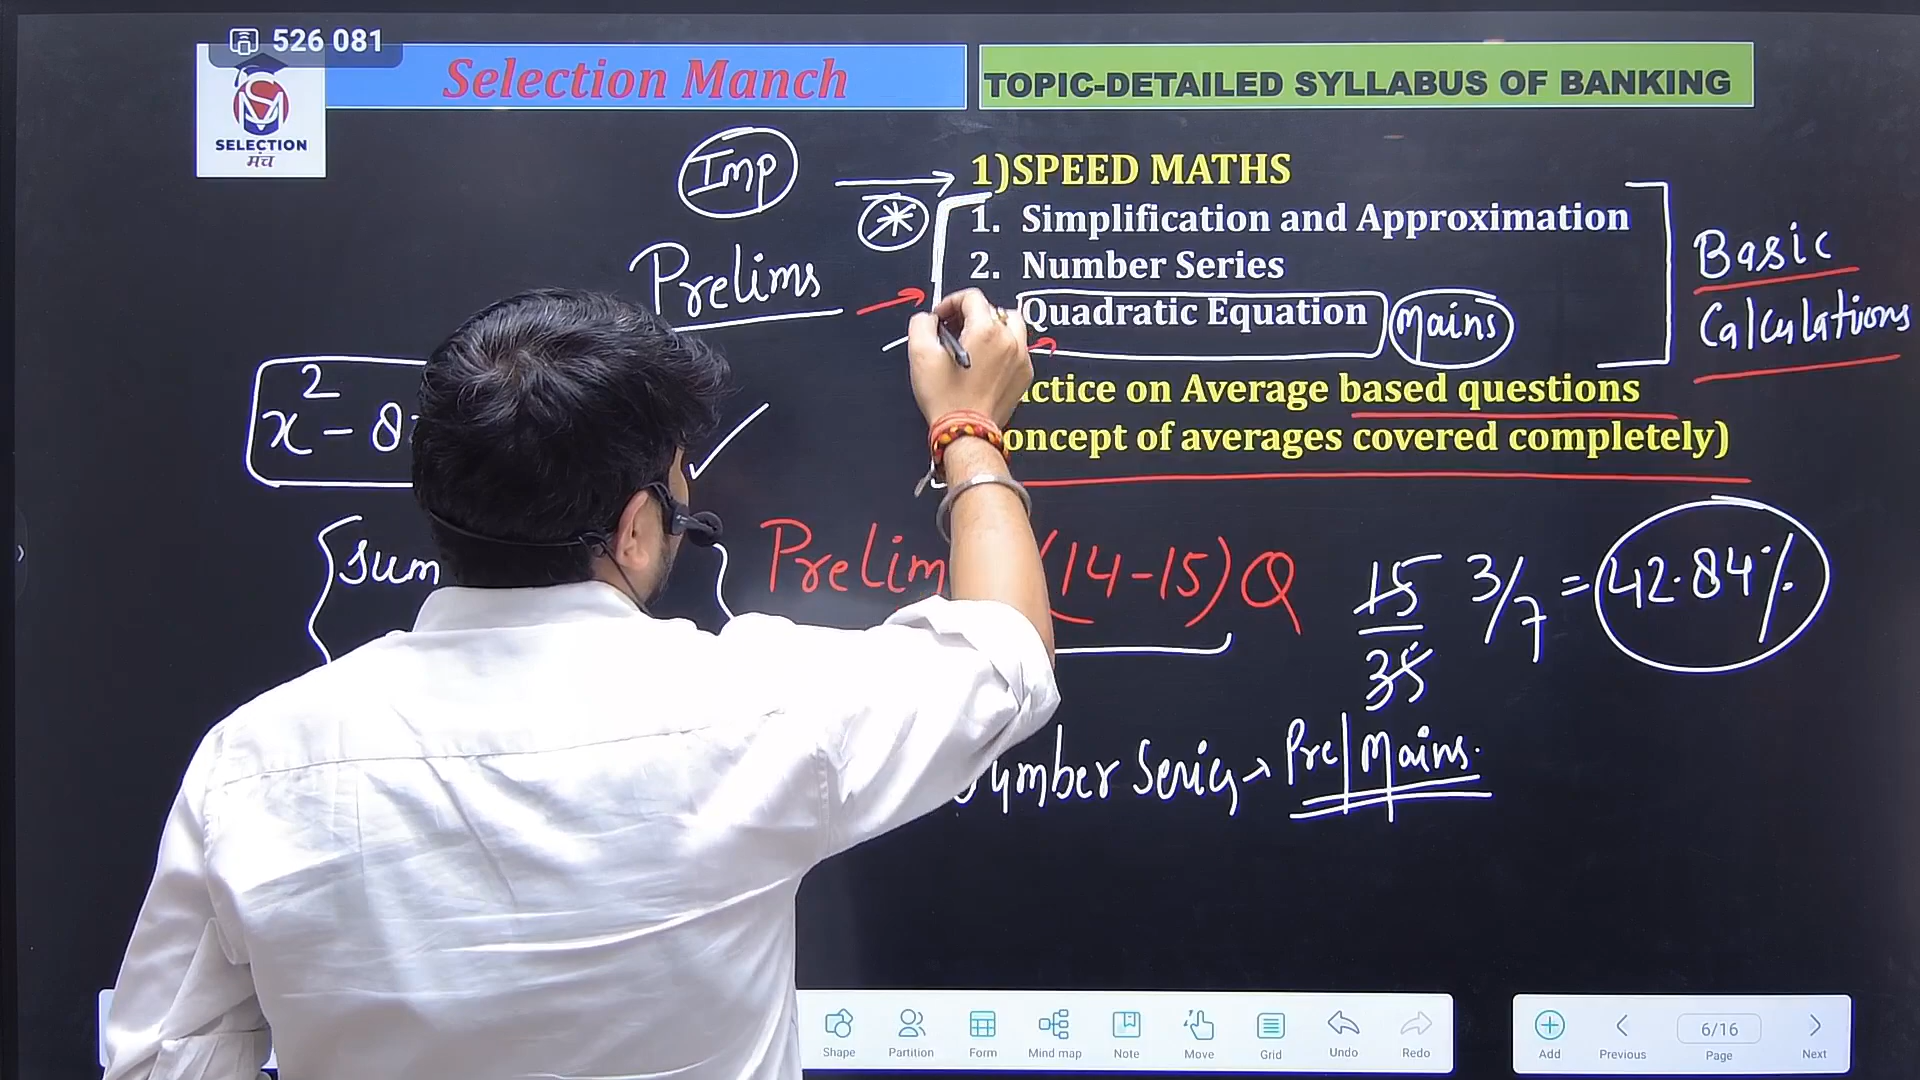 526 081
Selection Manch
TOPIC-DETAILED SYLLABUS OF BANKING
SELECTION
मंच
Imp
1)SPEED MATHS
1. Simplification and Approximation
2. Number Series
Quadratic Equation
Mains
Prelims
Basic
Calculations
actice on Average based questions
oncept of averages covered completely)
x² - 8
sum
Prelim (14-15) Q
15/35 3/7 = 42.84%
umber Series → Pre/Mains.
Shape
Partition
Form
Mind map
Note
Move
Grid
Undo
Redo
Add
Previous
6/16
Page
Next